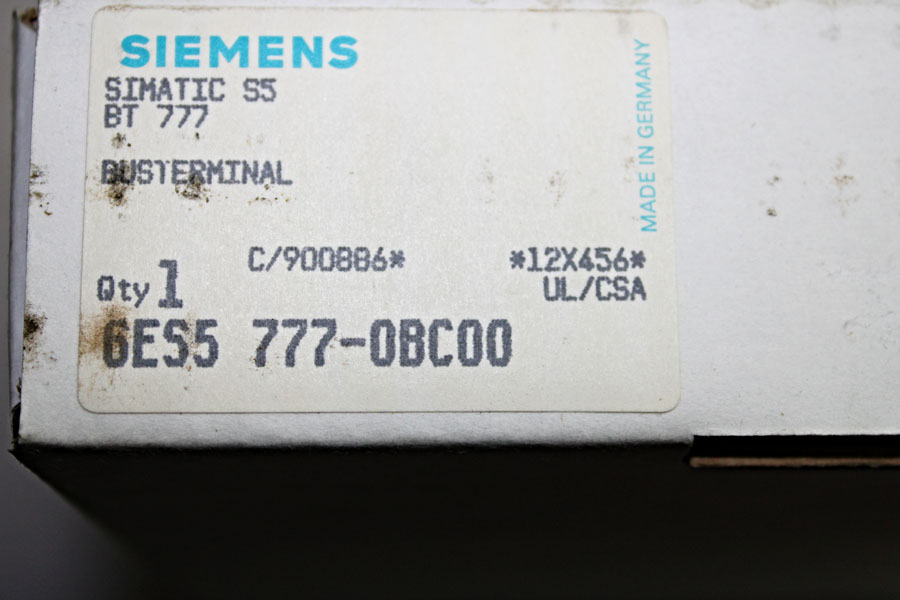 SIEMENS
SIMATIC S5
BT 777
BUSTERMINAL
MADE IN GERMANY
C/900886* *12X456*
Qty 1 UL/CSA
6ES5 777-0BC00